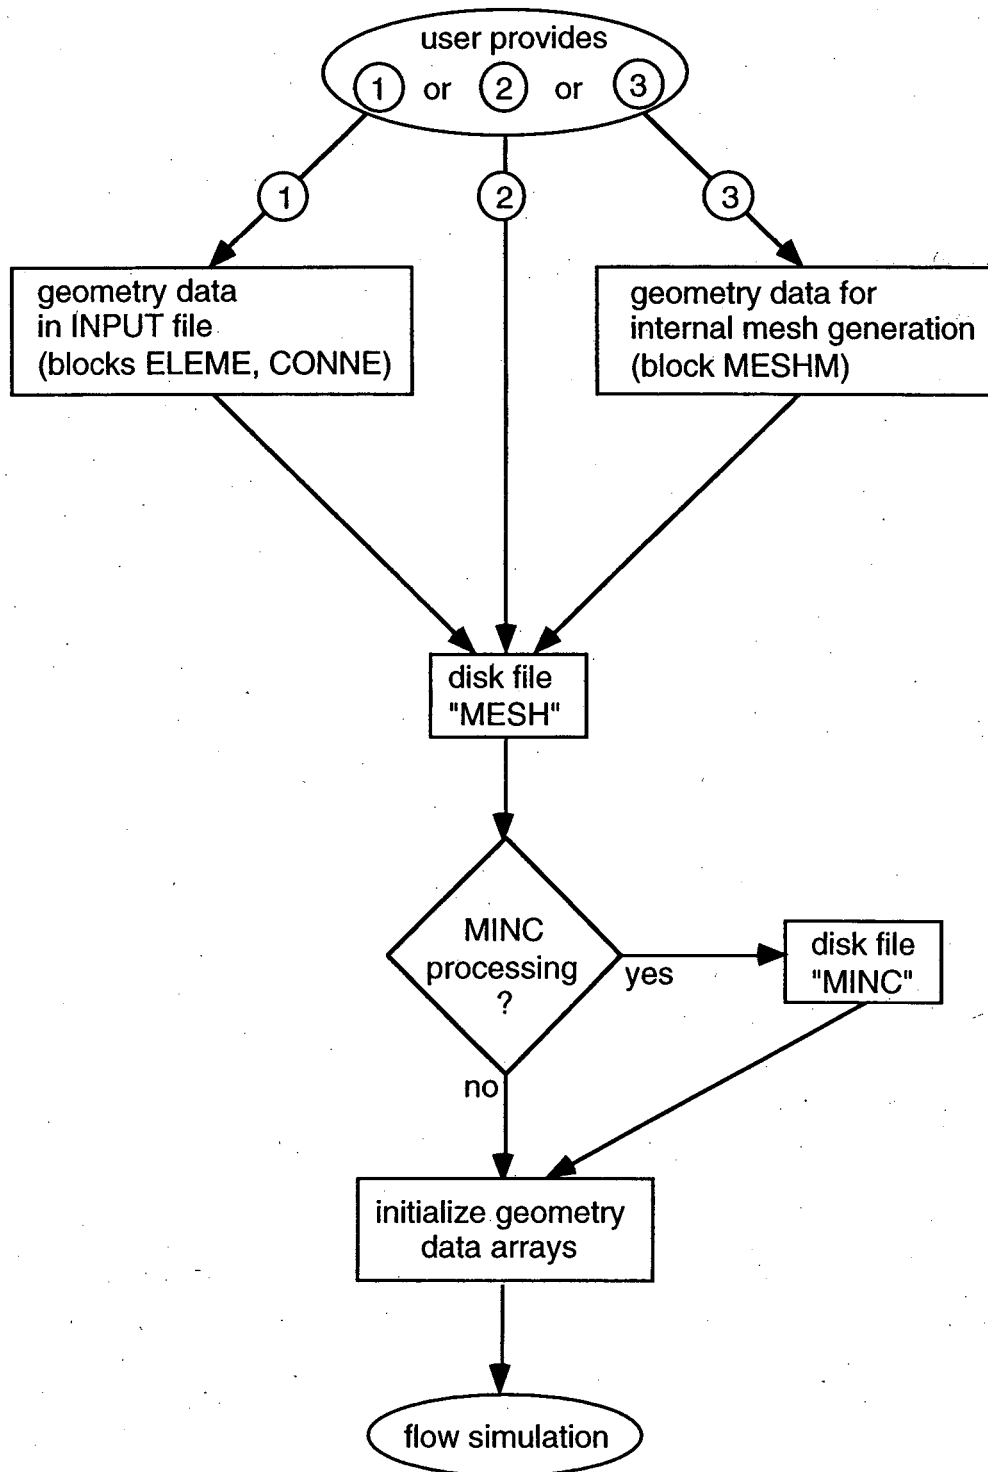 user provides
1 or 2 or 3
1
2
3
geometry data
in INPUT file
(blocks ELEME, CONNE)
geometry data for
internal mesh generation
(block MESHM)
disk file
"MESH"
MINC
processing
?
yes
disk file
"MINC"
no
initialize geometry
data arrays
flow simulation